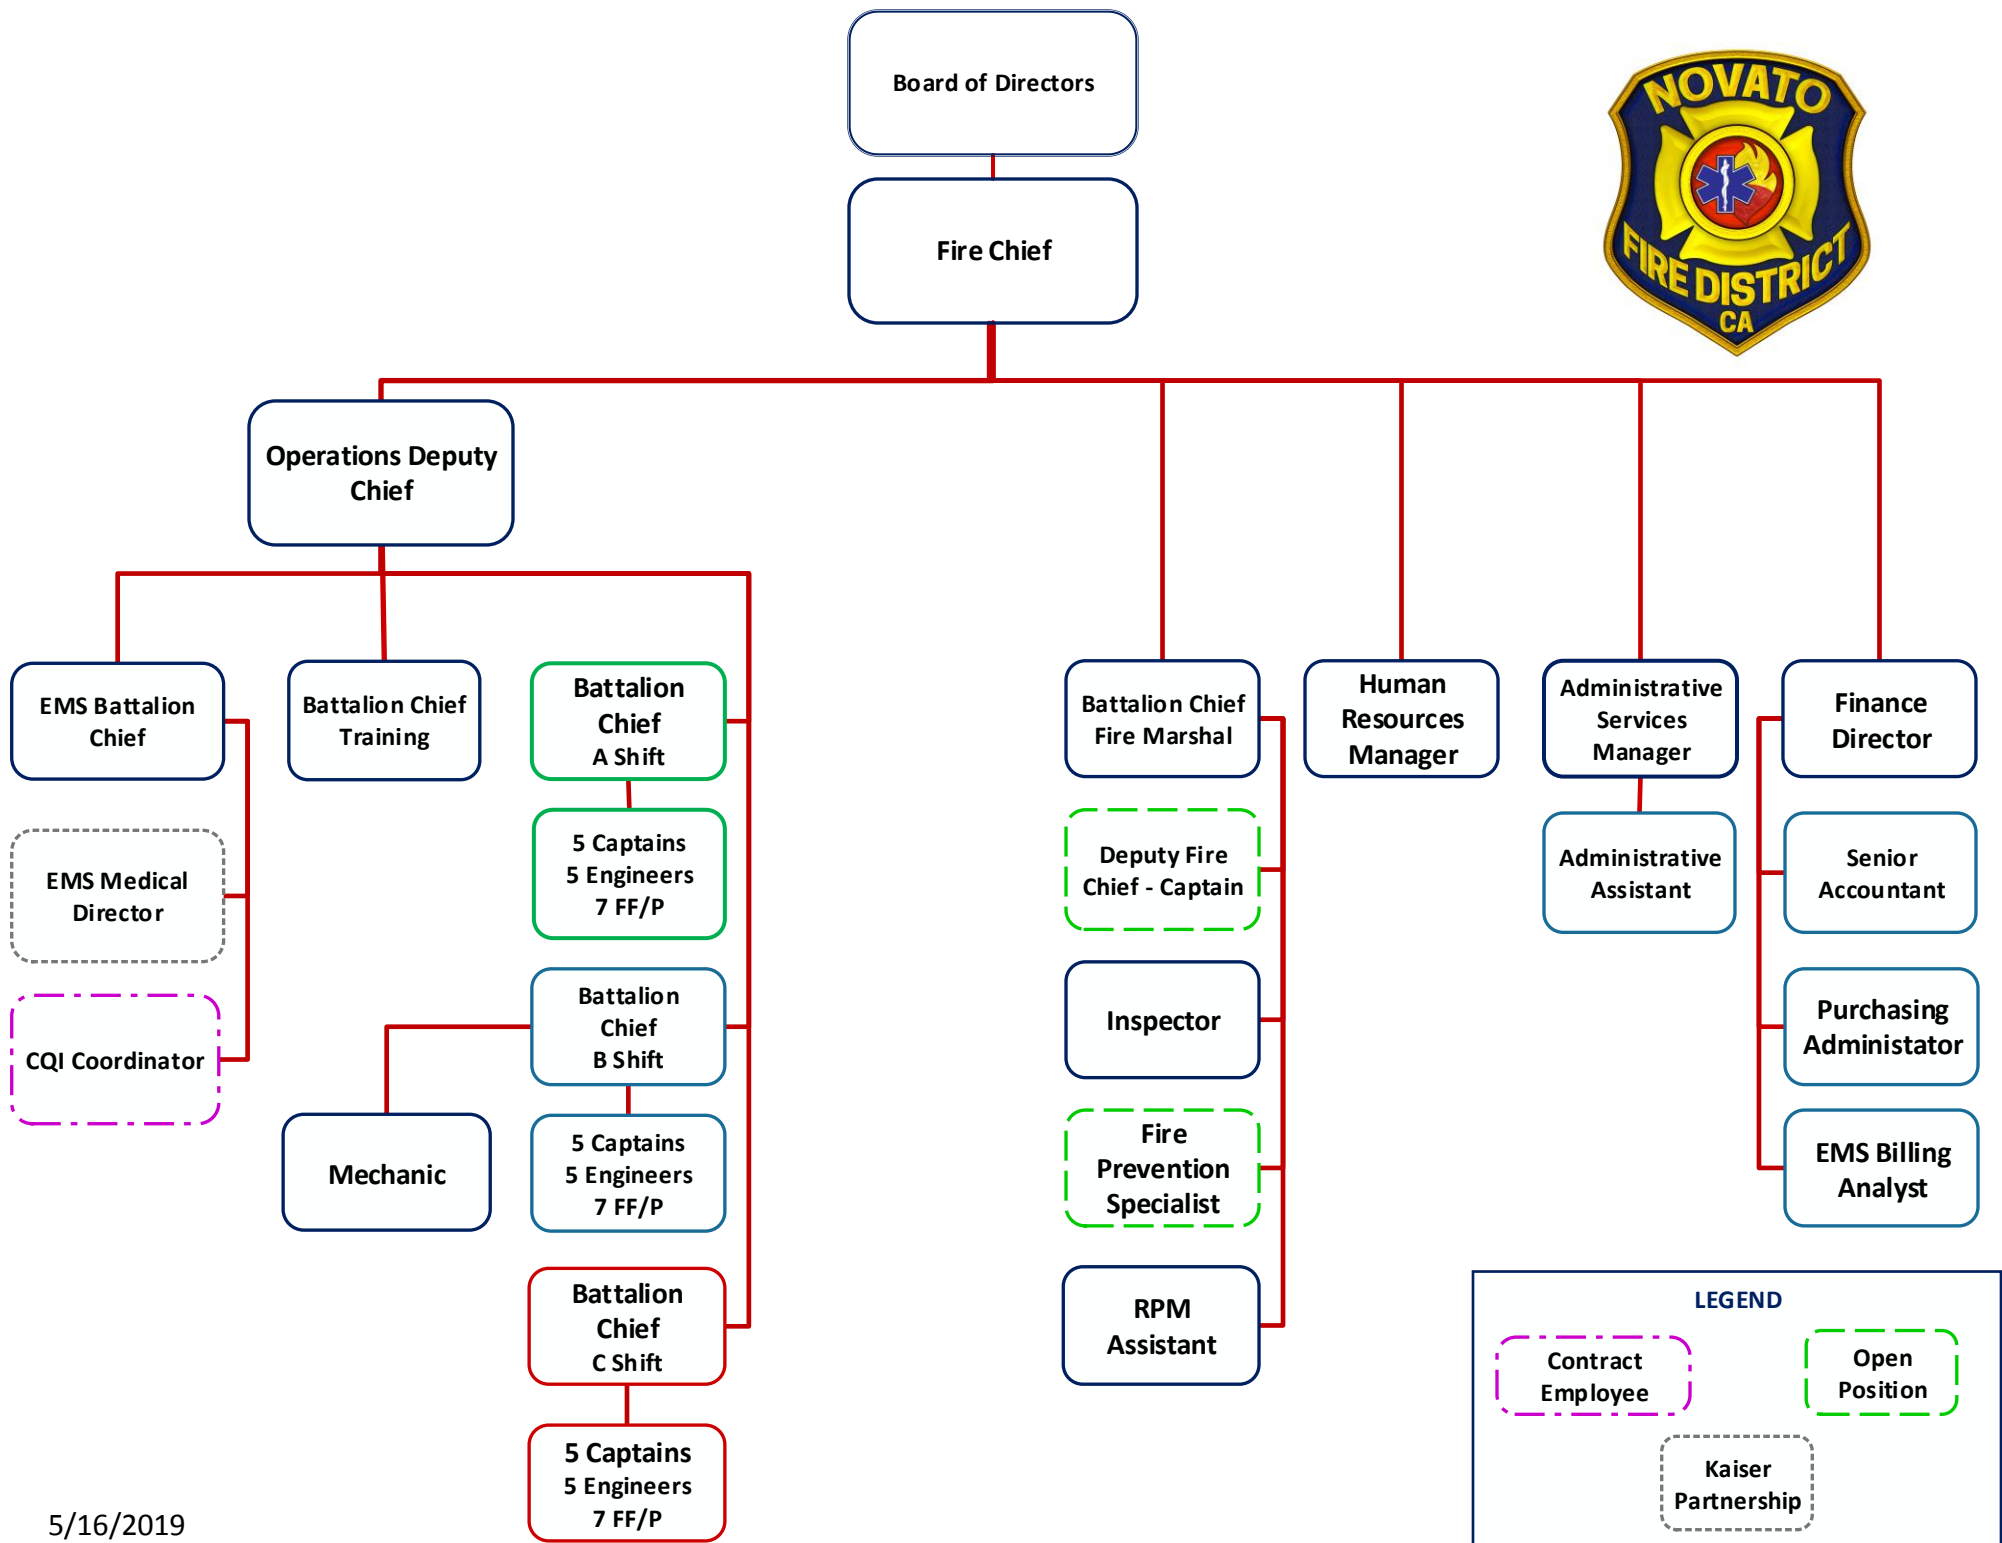 Board of Directors
NOVATO
FIRE DISTRICT
CA
Fire Chief
Operations Deputy
Chief
EMS Battalion
Chief
Battalion Chief
Training
Battalion
Chief
A Shift
Battalion Chief
Fire Marshal
Human
Resources
Manager
Administrative
Services
Manager
Finance
Director
EMS Medical
Director
5 Captains
5 Engineers
7 FF/P
Deputy Fire
Chief - Captain
Administrative
Assistant
Senior
Accountant
CQI Coordinator
Battalion
Chief
B Shift
Inspector
Purchasing
Administator
Mechanic
5 Captains
5 Engineers
7 FF/P
Fire
Prevention
Specialist
EMS Billing
Analyst
Battalion
Chief
C Shift
RPM
Assistant
5 Captains
5 Engineers
7 FF/P
LEGEND
Contract
Employee
Open
Position
Kaiser
Partnership
5/16/2019